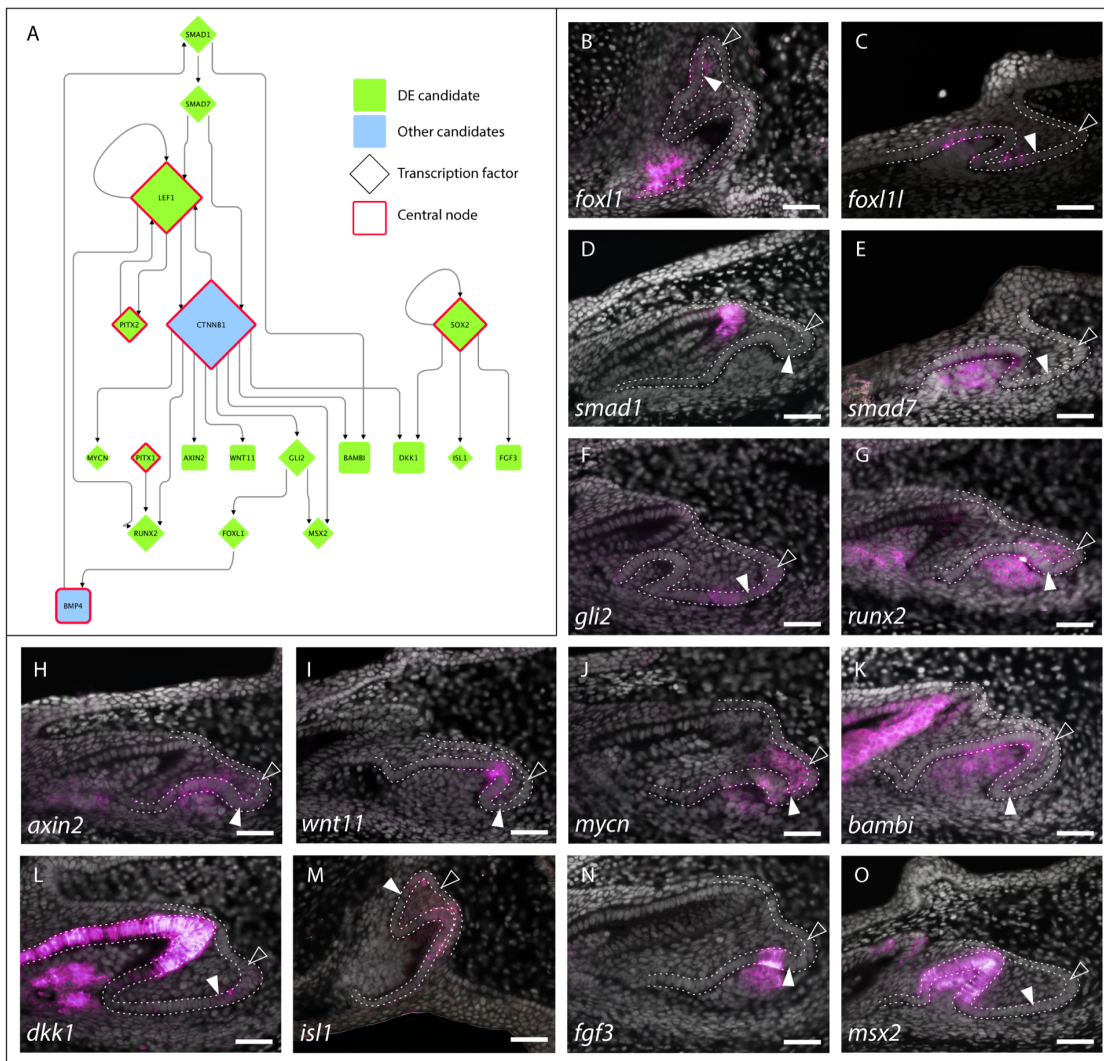 A
SMAD1
SMAD7
LEF1
PITX2
CTNNB1
SOX2
MYCN
PITX1
AXIN2
WNT11
GLI2
BAMBI
DKK1
ISL1
FGF3
RUNX2
FOXL1
MSX2
BMP4
DE candidate
Other candidates
Transcription factor
Central node
B
foxl1
C
foxl1l
D
smad1
E
smad7
F
gli2
G
runx2
H
axin2
I
wnt11
J
mycn
K
bambi
L
dkk1
M
isl1
N
fgf3
O
msx2